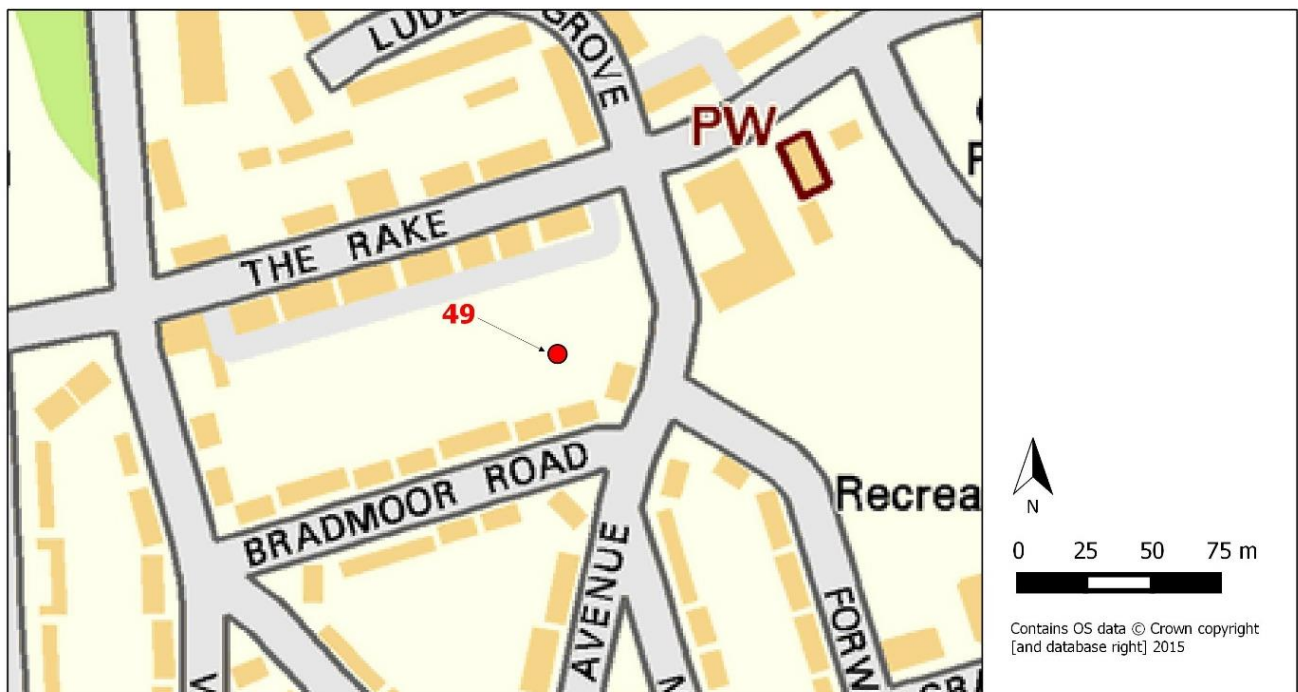 GROVE
PW
THE RAKE
49
BRADMOOR ROAD
Recrea
AVENUE
FORW
N
0 25 50 75 m
Contains OS data © Crown copyright
[and database right] 2015